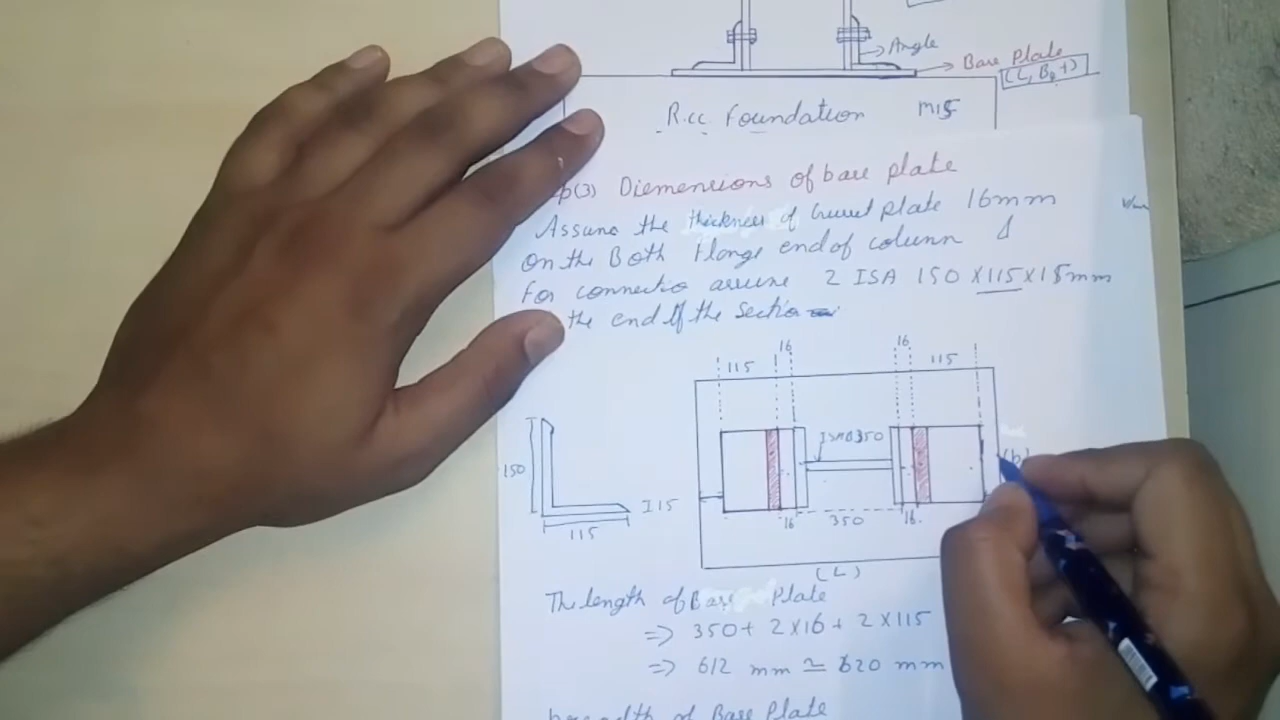 Angle
Base Plate
(L, B, t)
R.cc Foundation M15
p(3) Diemensions of base plate
Assume the thickness of Gusset plate 16mm
on the Both Flange end of column &
for connectio assume 2 ISA 150 X115X15mm
the end of the Sectio
16 16
115 115
ISMB350
150
115
115
16 350 16
(b)
(L)
The length of Base Plate
=> 350+ 2X16+ 2X115
=> 612 mm ≃ 620 mm
breadth of Base Plate